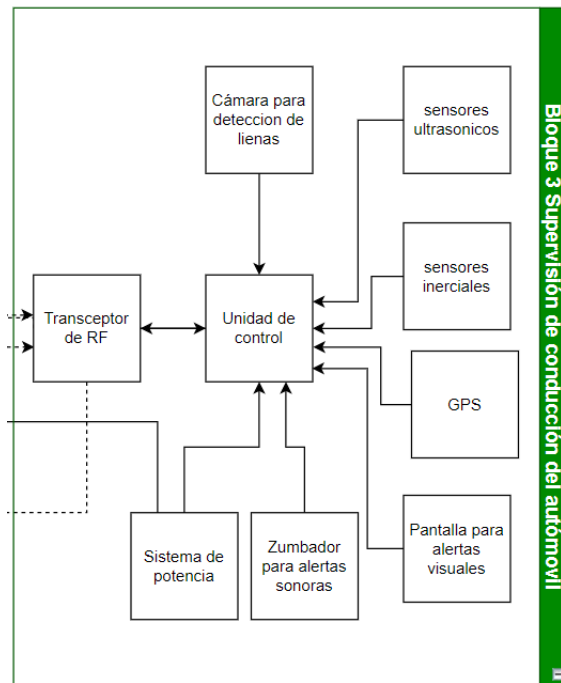 Cámara para
deteccion de
lienas
sensores
ultrasonicos
sensores
inerciales
Transceptor
de RF
Unidad de
control
GPS
Pantalla para
alertas
visuales
Sistema de
potencia
Zumbador
para alertas
sonoras
Bloque 3 Supervisión de conducción del autómovil